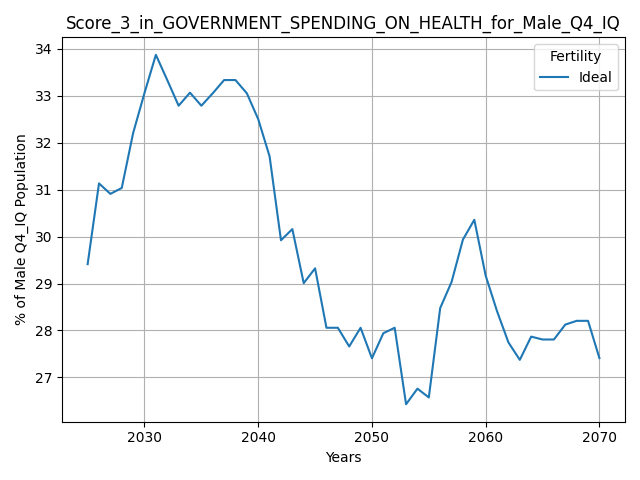 Score_3_in_GOVERNMENT_SPENDING_ON_HEALTH_for_Male_Q4_IQ
Fertility
Ideal
% of Male Q4_IQ Population
34
33
32
31
30
29
28
27
2030 2040 2050 2060 2070
Years